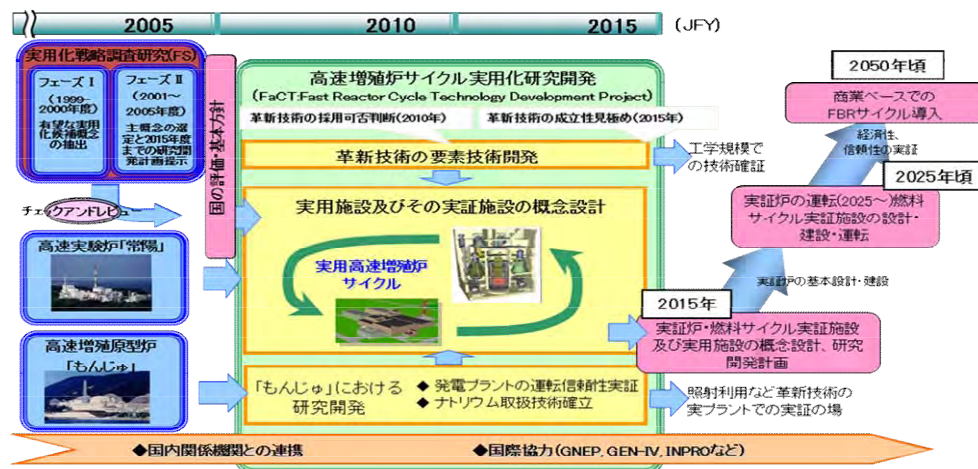 2005
2010
2015
(JFY)
実用化戦略調査研究(FS)
フェーズ I
(1999-
2000年度)
有望な実用
化候補概念
の抽出
フェーズ II
(2001～
2005年度)
主概念の選
定と2015年度
までの研究開
発計画提示
チェックアンドレビュー
国の評価・基本方針
高速実験炉「常陽」
高速増殖原型炉
「もんじゅ」
高速増殖炉サイクル実用化研究開発
(FaCT:Fast Reactor Cycle Technology Development Project)
革新技術の採用可否判断(2010年)
革新技術の成立性見極め(2015年)
革新技術の要素技術開発
実用施設及びその実証施設の概念設計
実用高速増殖炉
サイクル
「もんじゅ」における
研究開発
◆ 発電プラントの運転信頼性実証
◆ ナトリウム取扱技術確立
工学規模で
の技術確証
2050年頃
商業ベースでの
FBRサイクル導入
経済性、
信頼性の実証
2025年頃
実証炉の運転(2025～)燃料
サイクル実証施設の設計・
建設・運転
実証炉の基本設計・建設
2015年
実証炉・燃料サイクル実証施設
及び実用施設の概念設計、研究
開発計画
照射利用など革新技術の
実プラントでの実証の場
◆国内関係機関との連携
◆国際協力(GNEP, GEN-IV, INPROなど)